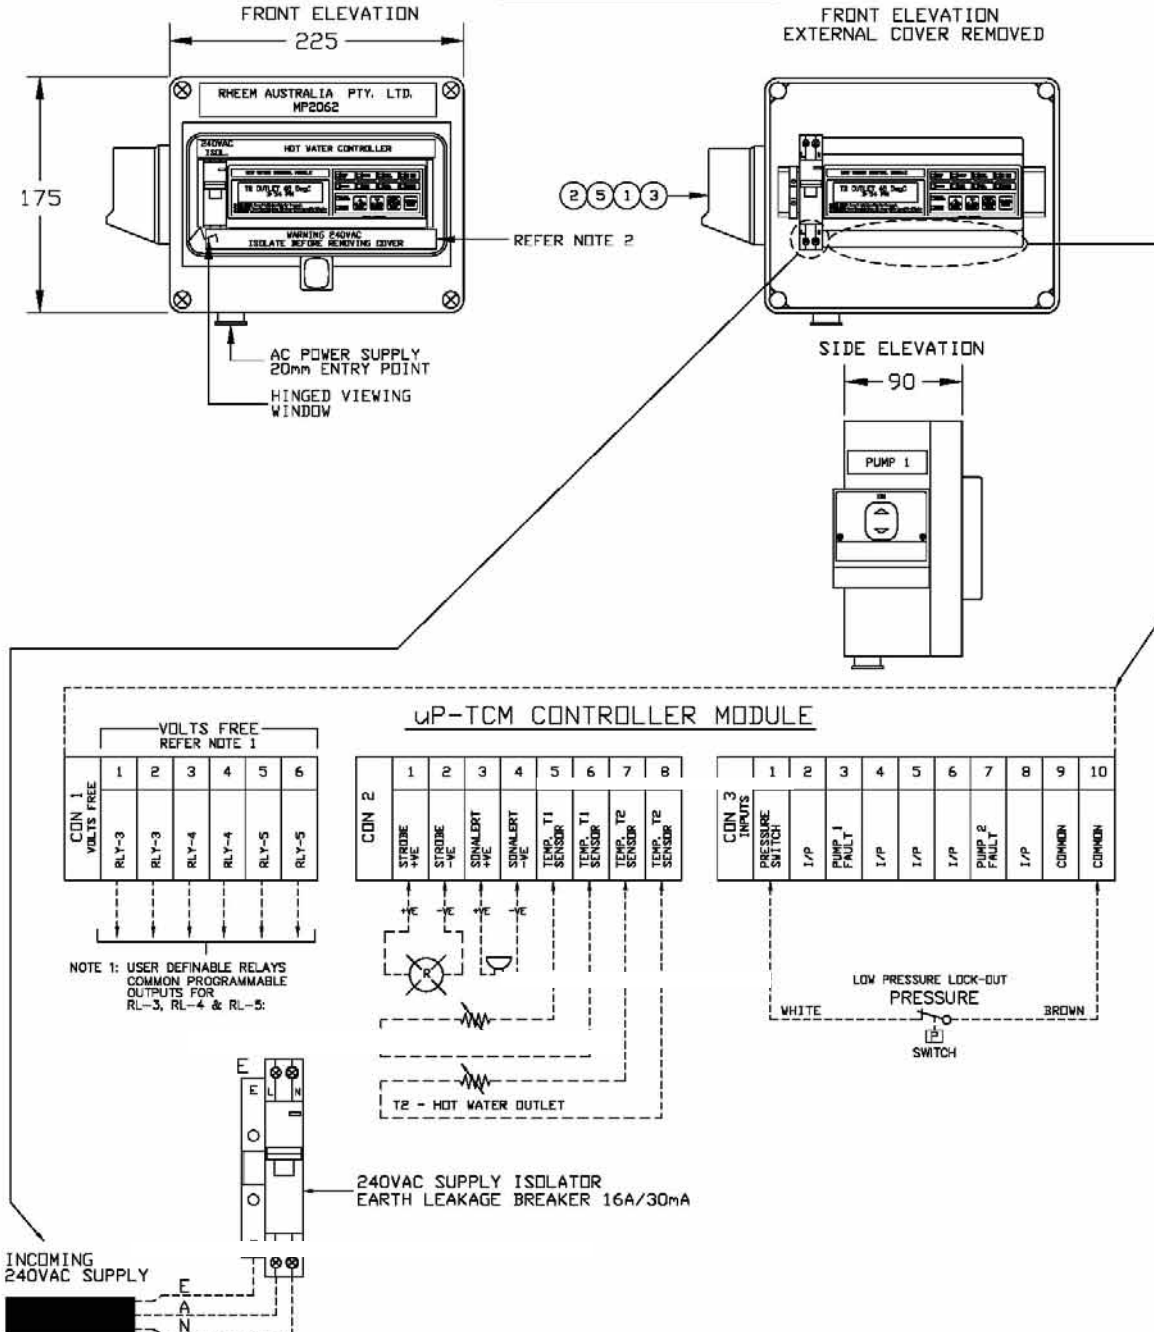 FRONT ELEVATION
225
FRONT ELEVATION
EXTERNAL COVER REMOVED
RHEEM AUSTRALIA PTY. LTD.
MP2062
240VAC
ISOL.
HOT WATER CONTROLLER
T2 OUTLET 60 DegC
WARNING 240VAC
ISOLATE BEFORE REMOVING COVER
175
2 5 1 3
REFER NOTE 2
AC POWER SUPPLY
20mm ENTRY POINT
HINGED VIEWING
WINDOW
SIDE ELEVATION
90
PUMP 1
ON
uP-TCM CONTROLLER MODULE
VOLTS FREE
REFER NOTE 1
CON 1
VOLTS FREE
1 2 3 4 5 6
RLY-3
RLY-3
RLY-4
RLY-4
RLY-5
RLY-5
CON 2
1 2 3 4 5 6 7 8
STROBE
+VE
STROBE
-VE
SONALERT
+VE
SONALERT
-VE
TEMP. T1
SENSOR
TEMP. T1
SENSOR
TEMP. T2
SENSOR
TEMP. T2
SENSOR
CON 3
INPUTS
1 2 3 4 5 6 7 8 9 10
PRESSURE
SWITCH
I/P
PUMP 1
FAULT
I/P
I/P
I/P
PUMP 2
FAULT
I/P
COMMON
COMMON
+VE -VE +VE -VE
R
NOTE 1: USER DEFINABLE RELAYS
COMMON PROGRAMMABLE
OUTPUTS FOR
RL-3, RL-4 & RL-5:
LOW PRESSURE LOCK-OUT
PRESSURE
WHITE
BROWN
P
SWITCH
T2 - HOT WATER OUTLET
E
E L N
240VAC SUPPLY ISOLATOR
EARTH LEAKAGE BREAKER 16A/30mA
INCOMING
240VAC SUPPLY
E
A
N